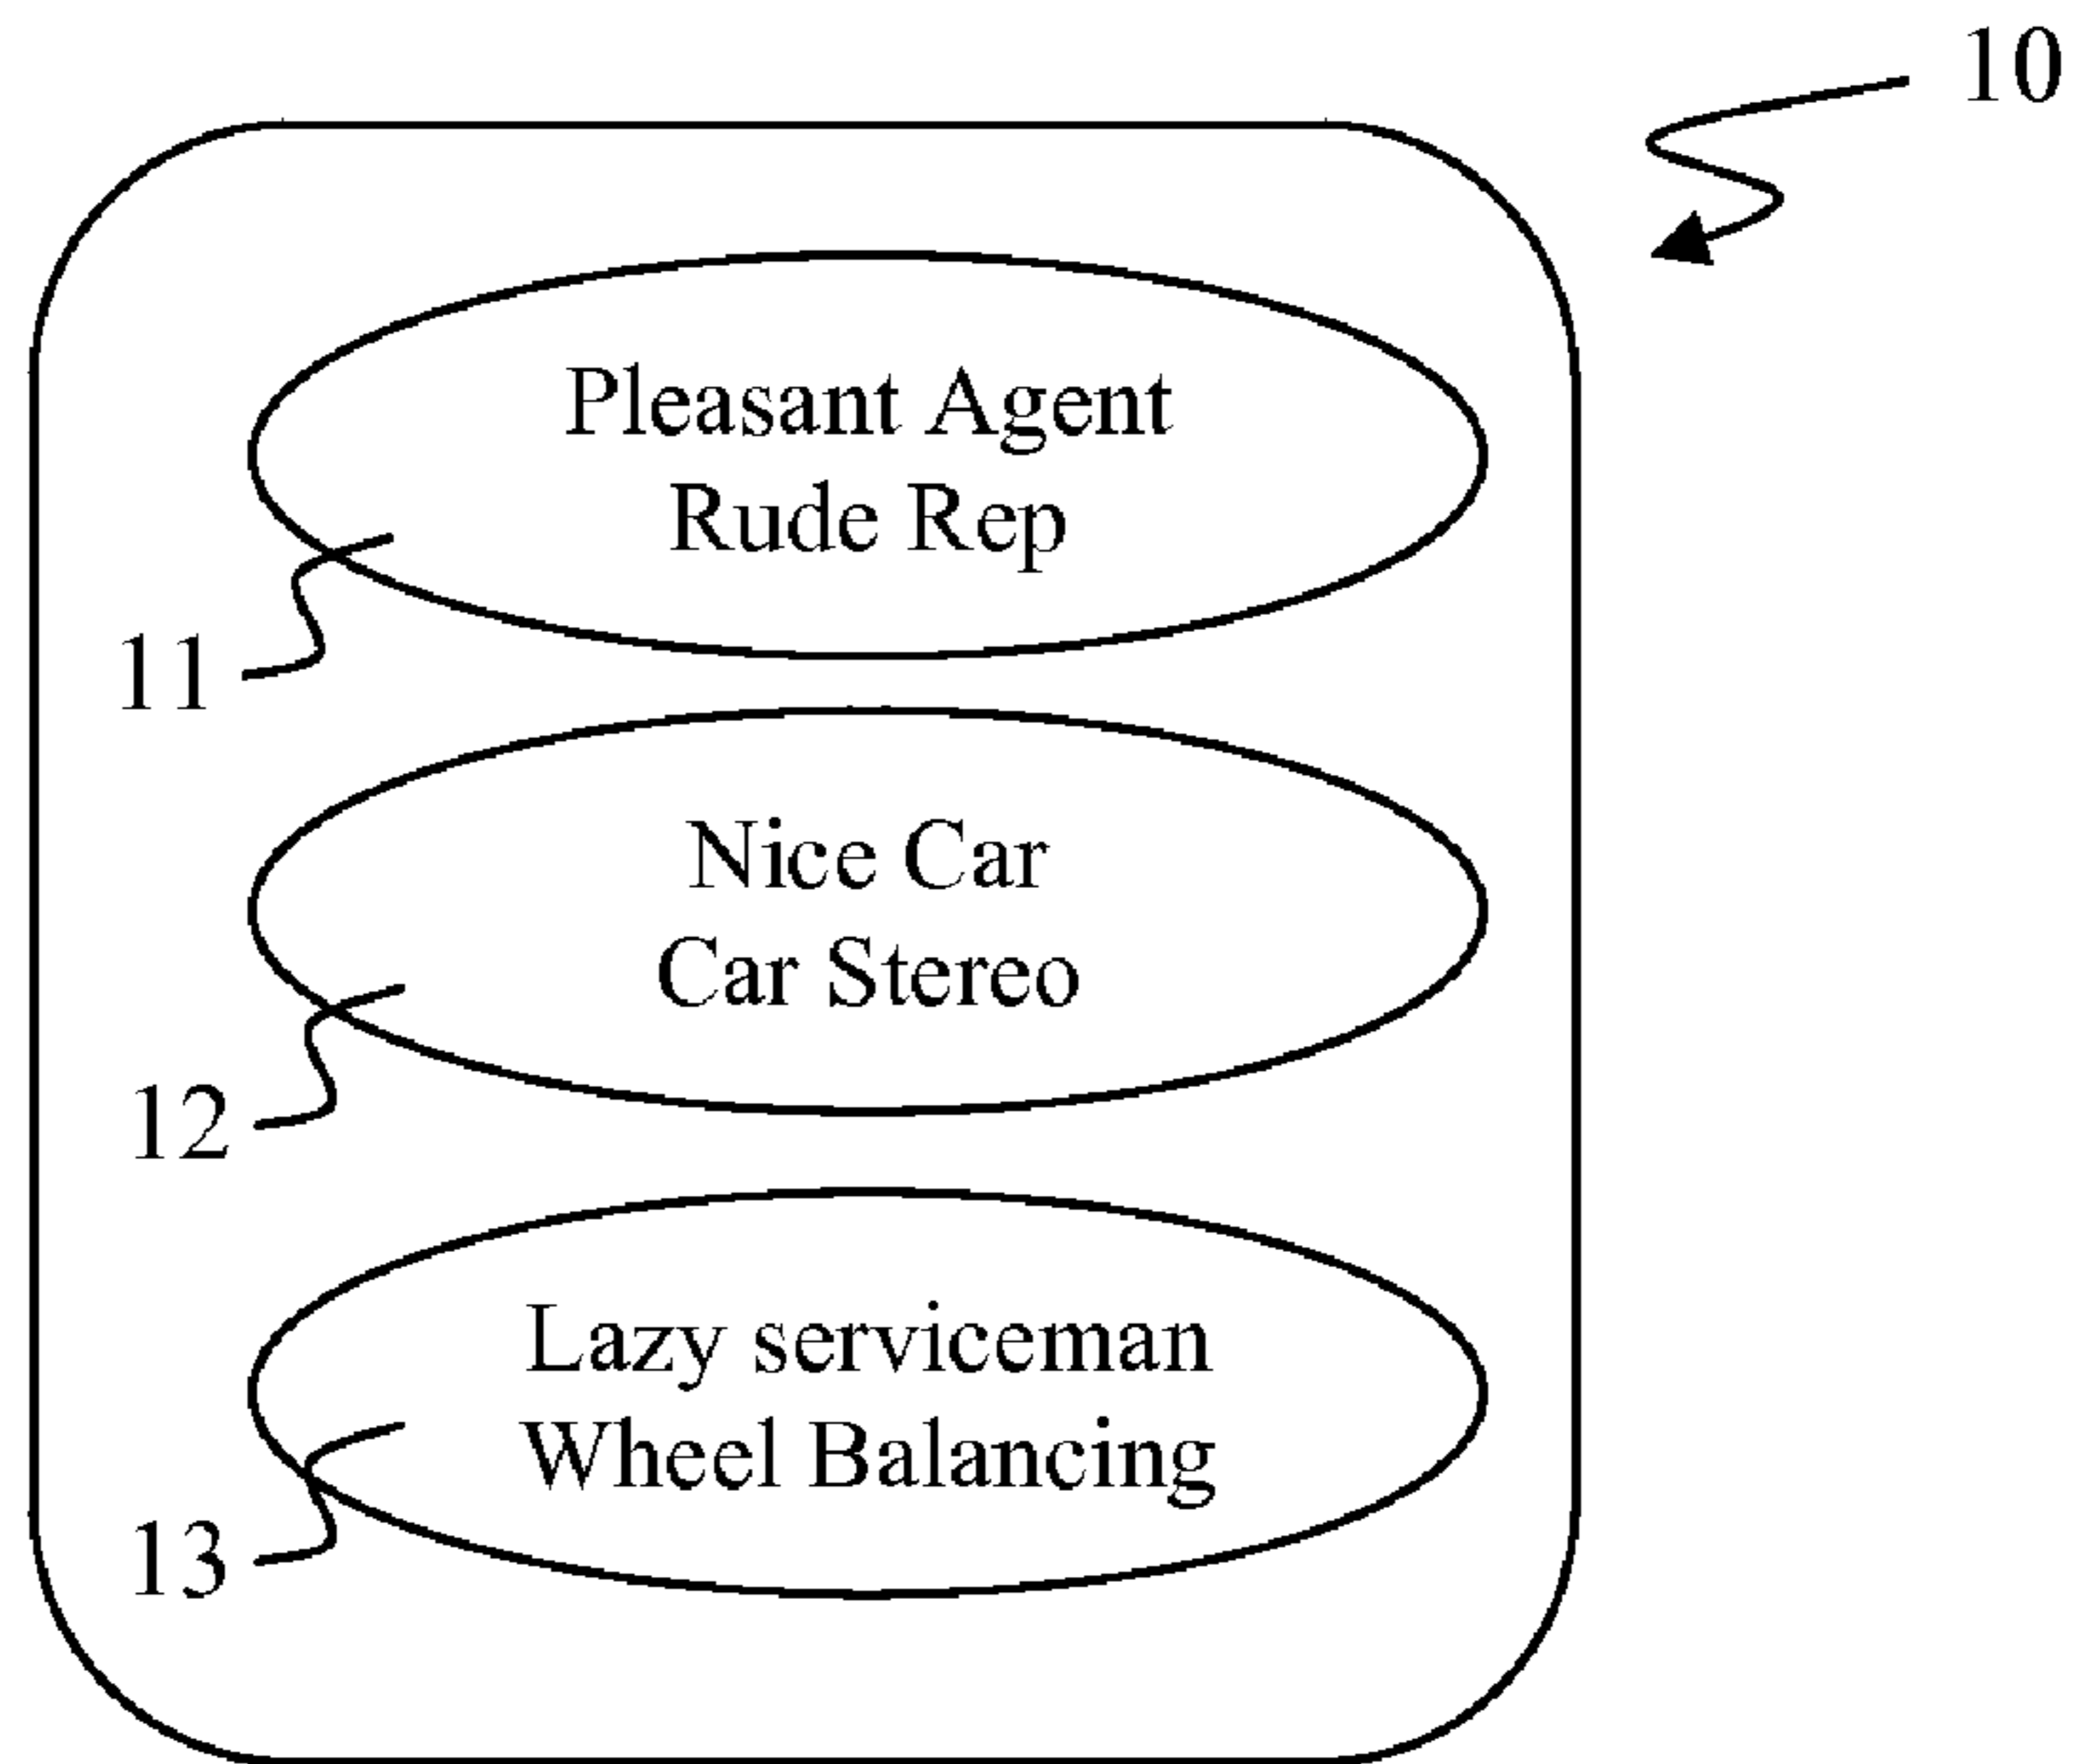 10
Pleasant Agent
Rude Rep
11
Nice Car
Car Stereo
12
Lazy serviceman
Wheel Balancing
13